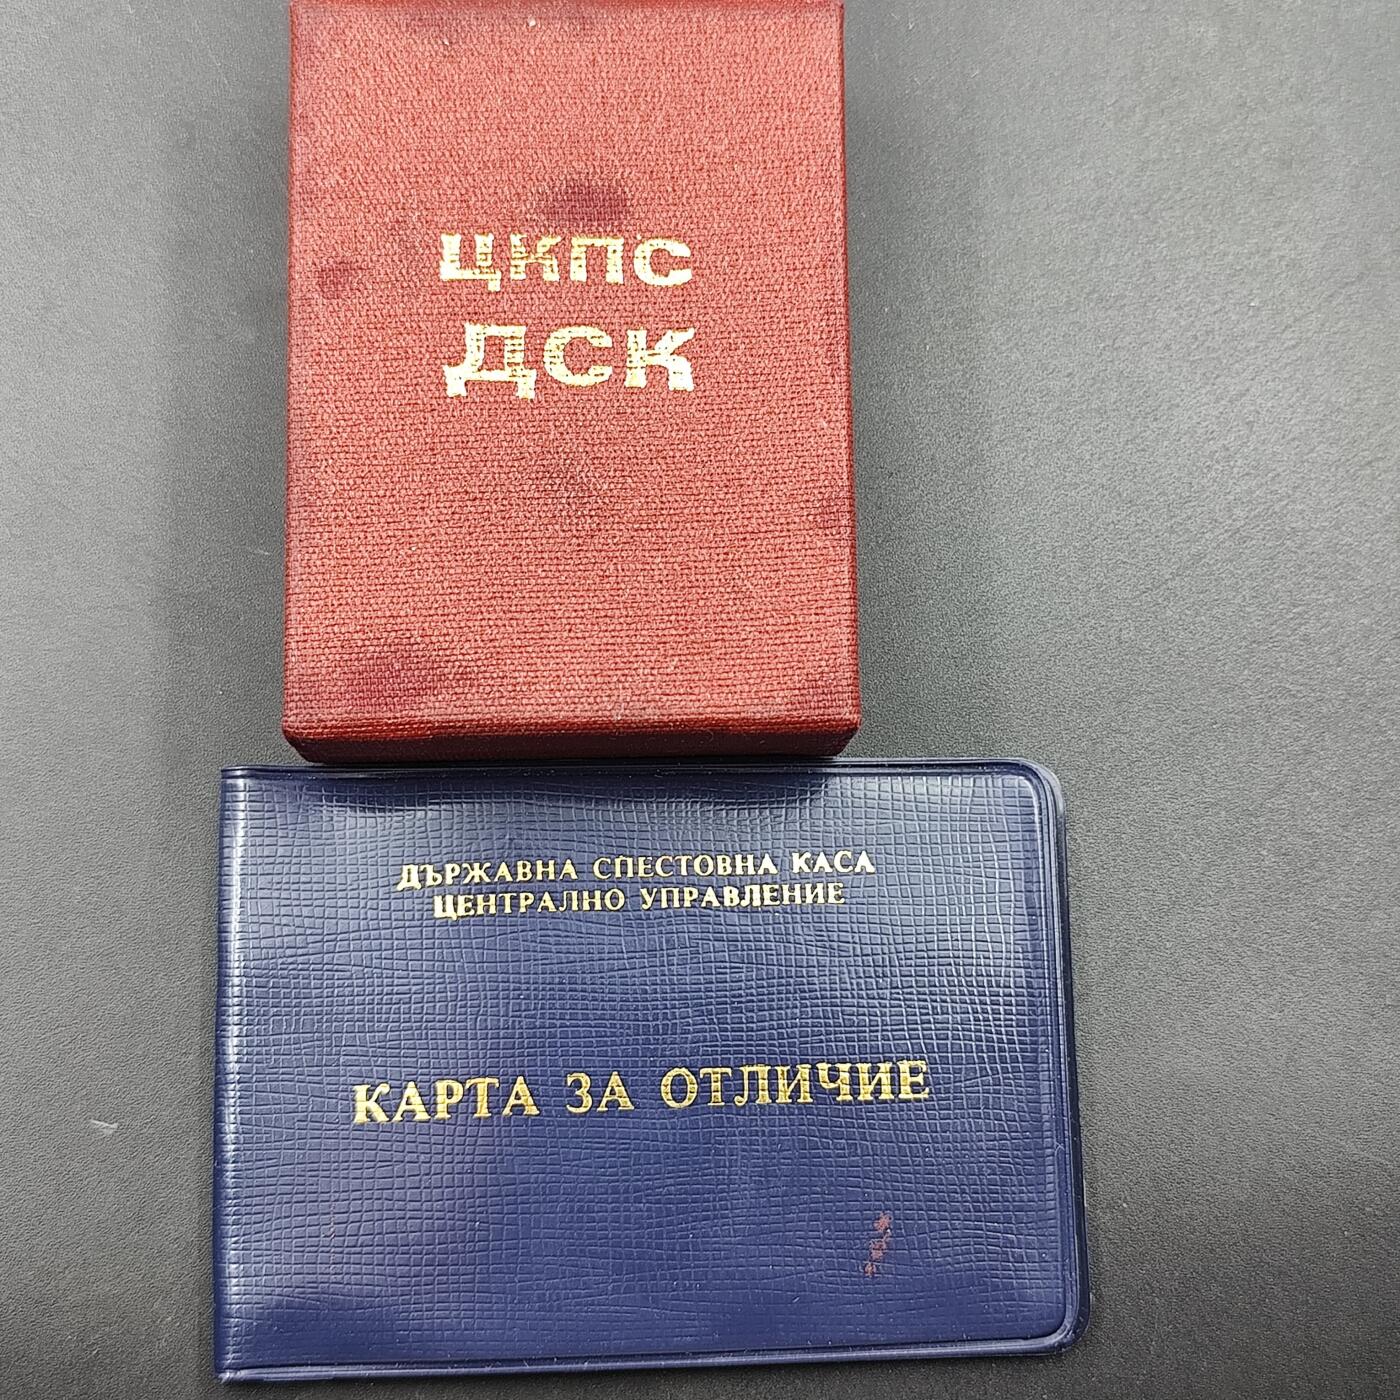 ЦКПС
ДСК
ДЪРЖАВНА СПЕСТОВНА КАСА
ЦЕНТРАЛНО УПРАВЛЕНИЕ
КАРТА ЗА ОТЛИЧИЕ